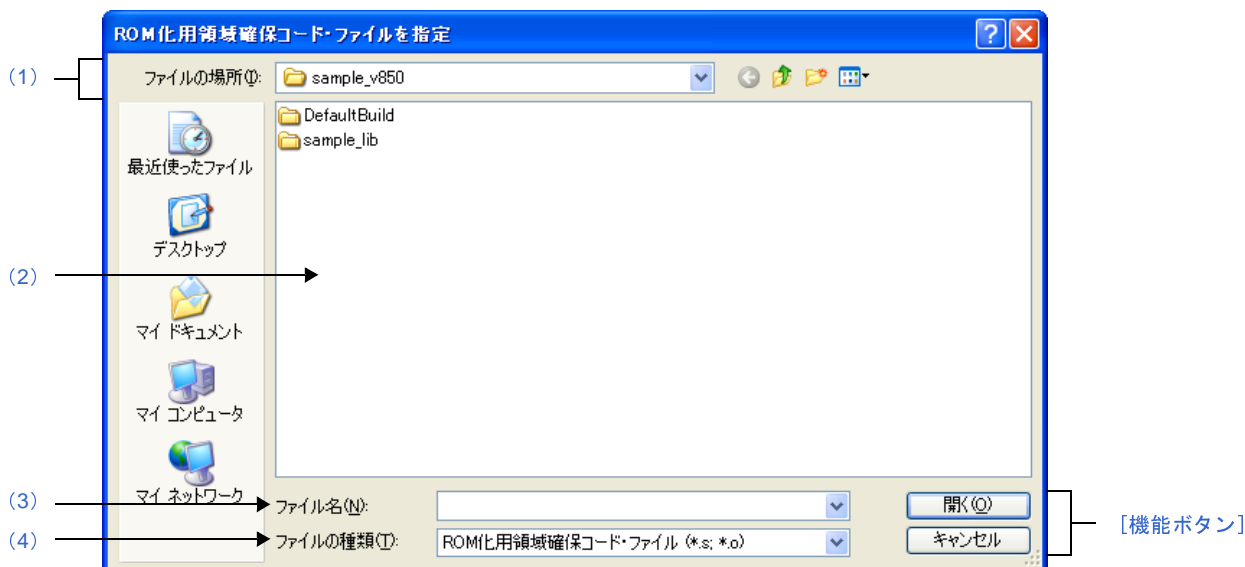 ROM化用領域確保コード・ファイルを指定
(1)
ファイルの場所(I):
sample_v850
DefaultBuild
sample_lib
最近使ったファイル
デスクトップ
(2)
マイ ドキュメント
マイ コンピュータ
マイ ネットワーク
(3)
ファイル名(N):
開く(O)
(4)
ファイルの種類(T):
ROM化用領域確保コード・ファイル (*.s; *.o)
キャンセル
[機能ボタン]